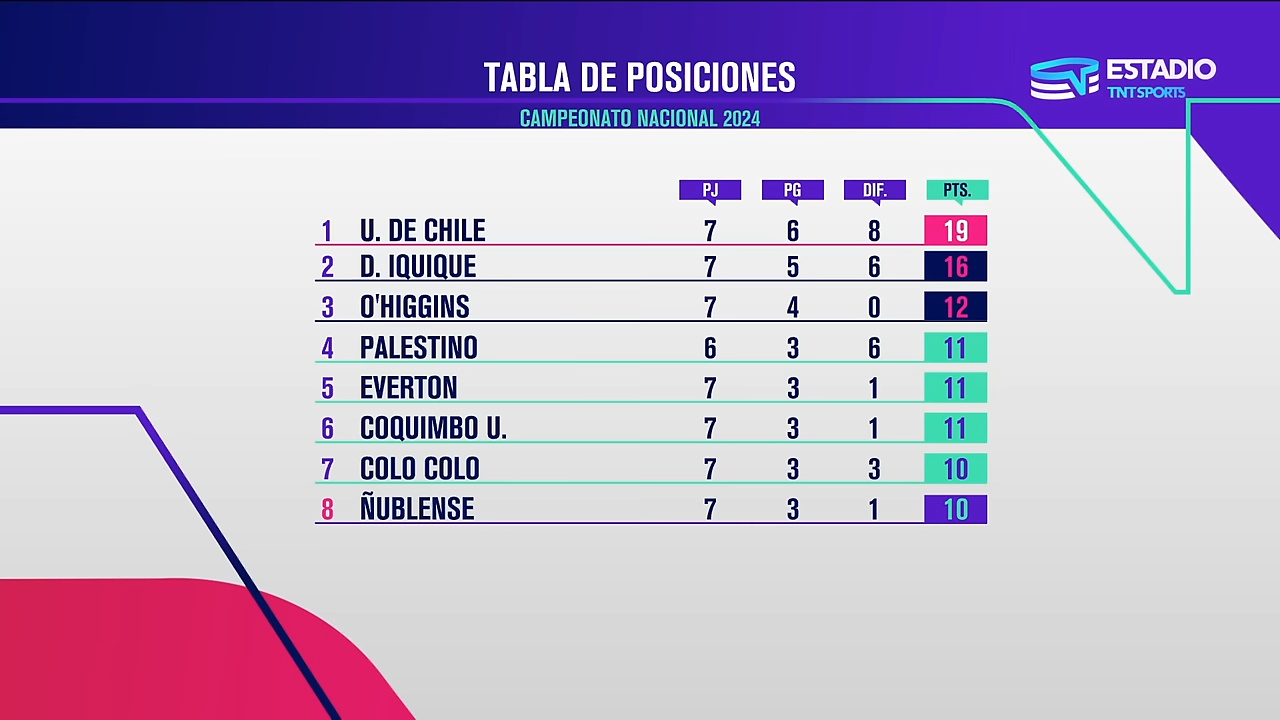 TABLA DE POSICIONES
ESTADIO
TNT SPORTS
CAMPEONATO NACIONAL 2024
PJ PG DIF. PTS.
1 U. DE CHILE 7 6 8 19
2 D. IQUIQUE 7 5 6 16
3 O'HIGGINS 7 4 0 12
4 PALESTINO 6 3 6 11
5 EVERTON 7 3 1 11
6 COQUIMBO U. 7 3 1 11
7 COLO COLO 7 3 3 10
8 ÑUBLENSE 7 3 1 10